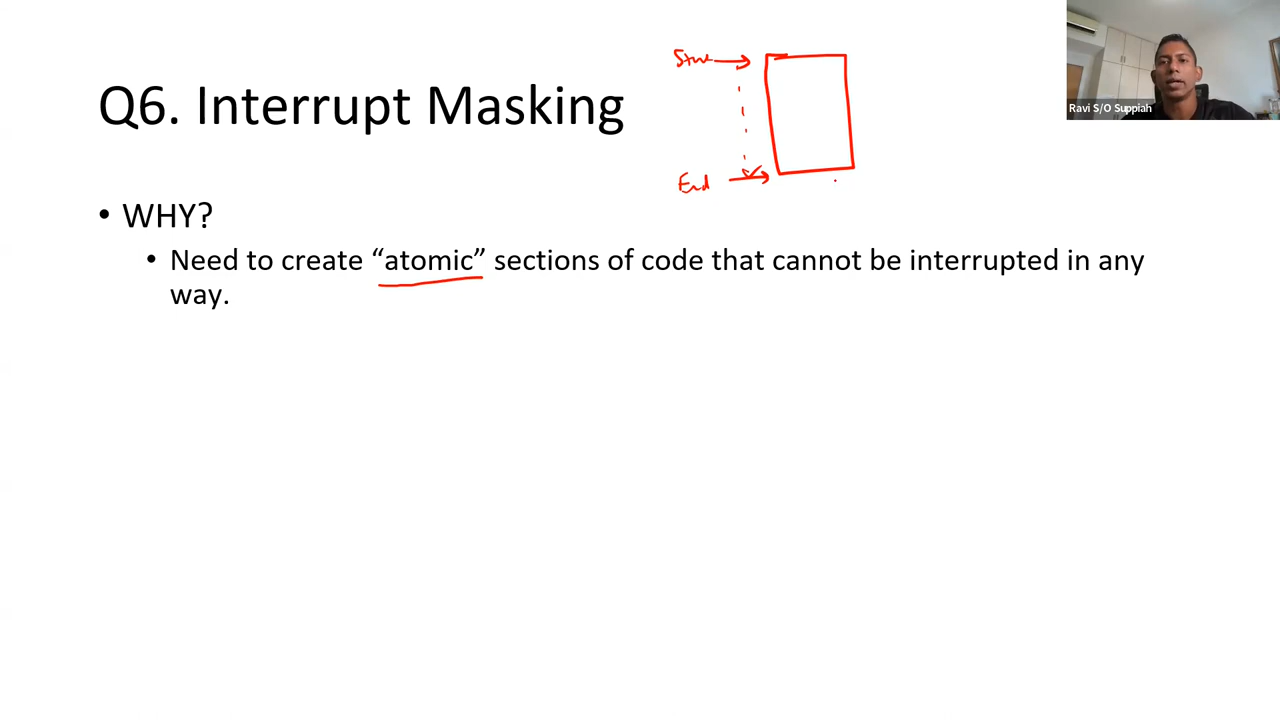 Start
Q6. Interrupt Masking
Ravi S/O Suppiah
End
• WHY?
• Need to create “atomic” sections of code that cannot be interrupted in any
way.